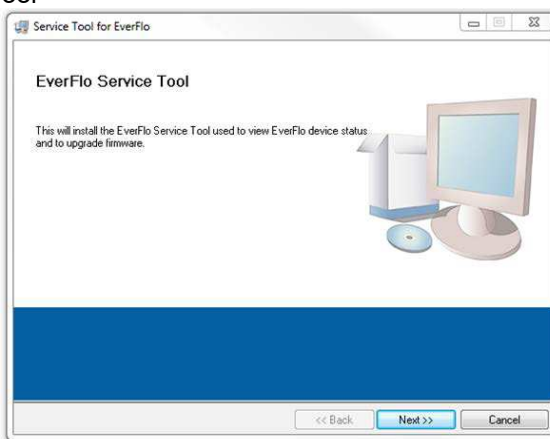 Service Tool for EverFlo
EverFlo Service Tool
This will install the EverFlo Service Tool used to view EverFlo device status
and to upgrade firmware.
<< Back
Next >>
Cancel